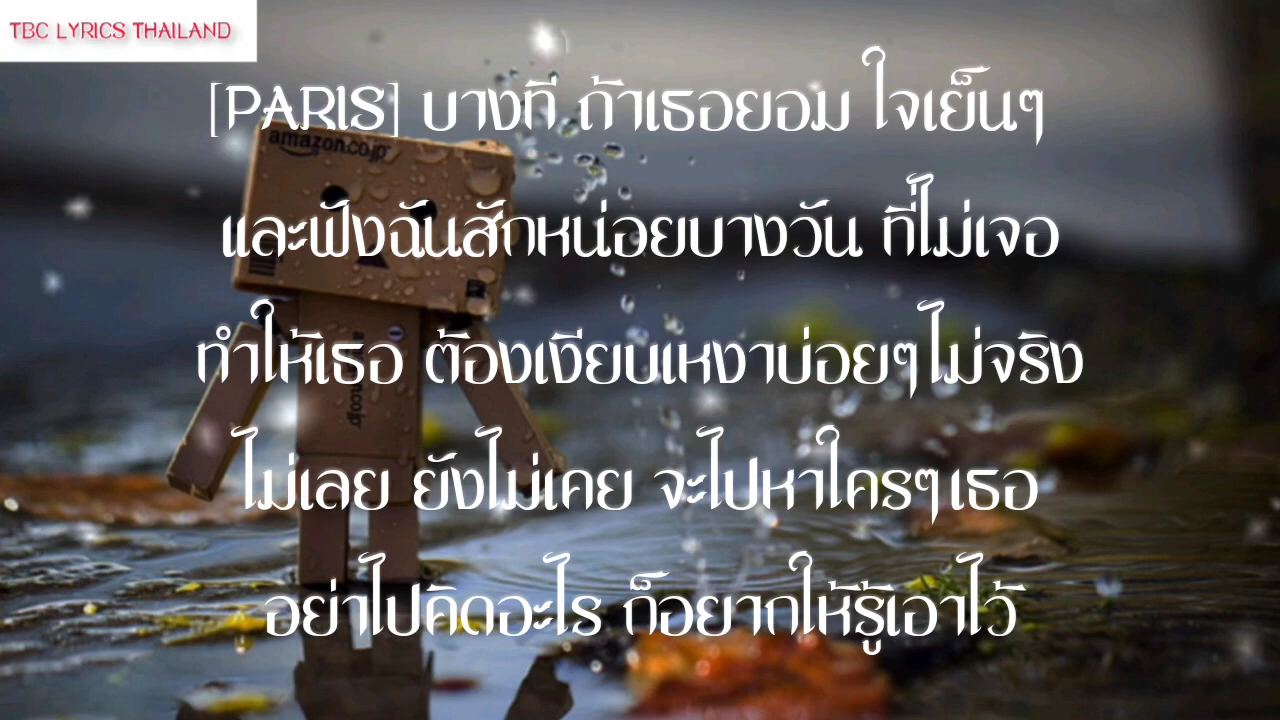 TBC LYRICS THAILAND
[PARIS] บางที ถ้าเธอยอม ใจเย็นๆ
amazon.co.jp
และฟังฉันสักหน่อยบางวัน ที่ไม่เจอ
ทำให้เธอ ต้องเงียบเหงาบ่อยๆ ไม่จริง
ไม่เลย ยังไม่เคย จะไปหาใครๆ เธอ
อย่าไปคิดอะไร ก็อยากให้รู้เอาไว้